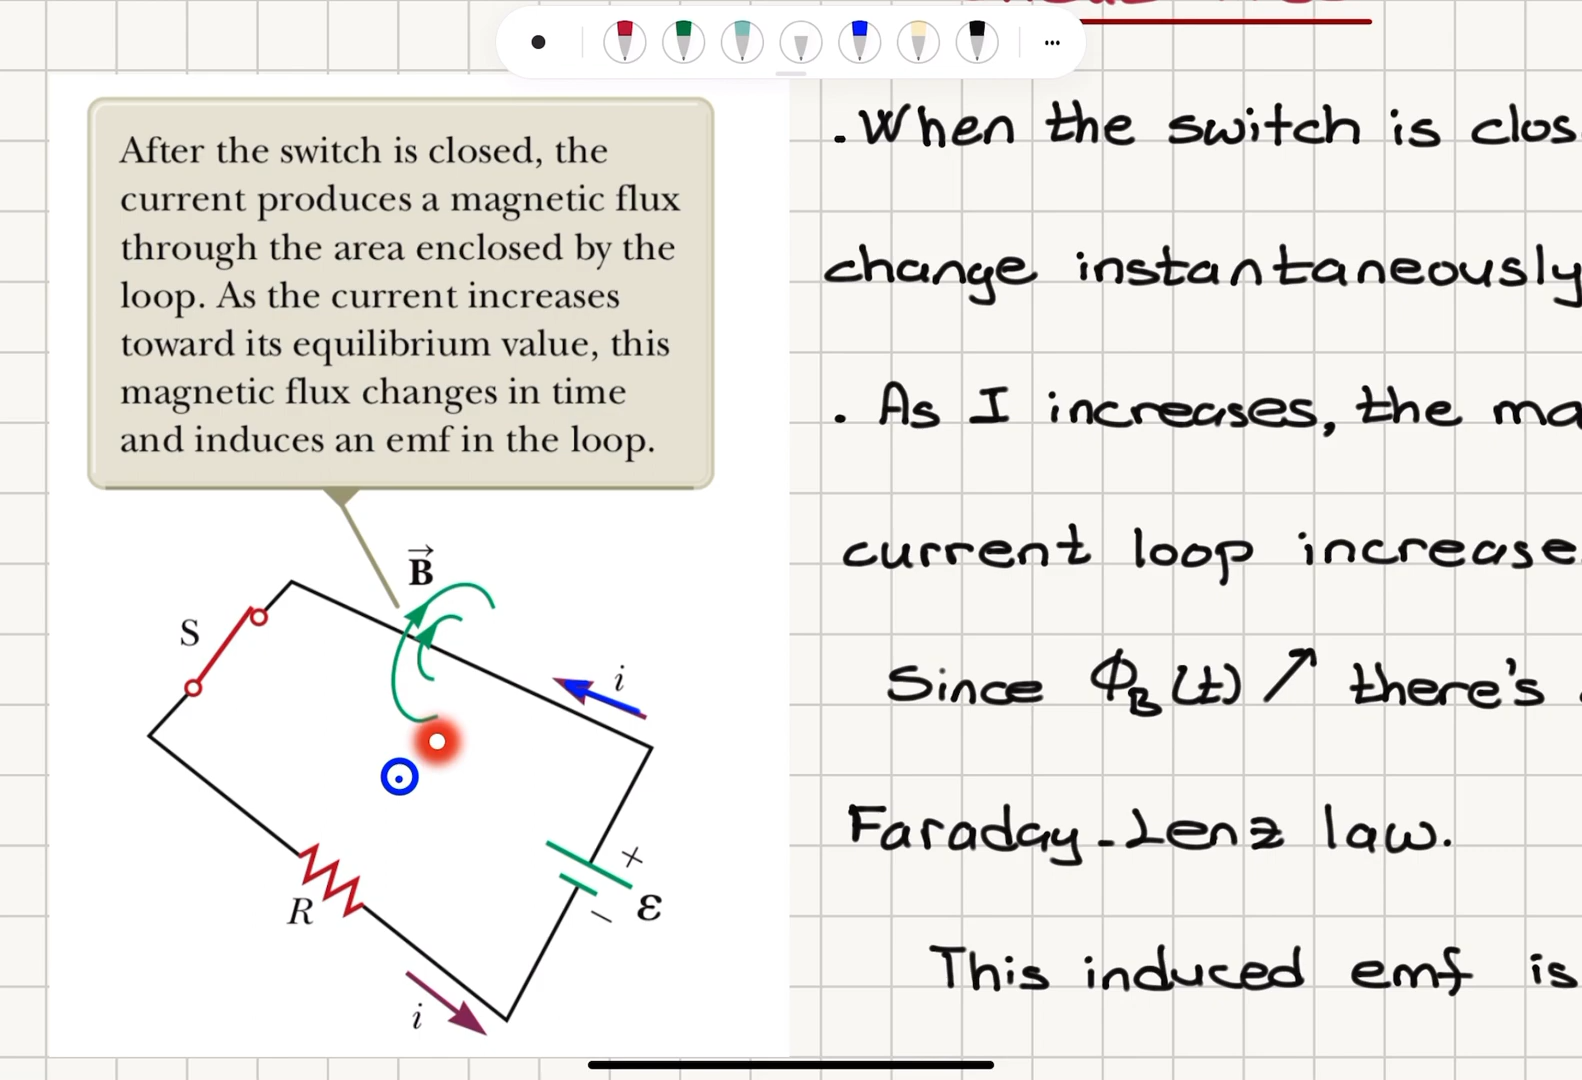 After the switch is closed, the
current produces a magnetic flux
through the area enclosed by the
loop. As the current increases
toward its equilibrium value, this
magnetic flux changes in time
and induces an emf in the loop.
B
S
i
+
ε
−
R
i
. When the switch is clos
change instantaneously
. As I increases, the ma
current loop increase
Since ΦB(t) ↗ there's
Faraday-Lenz law.
This induced emf is